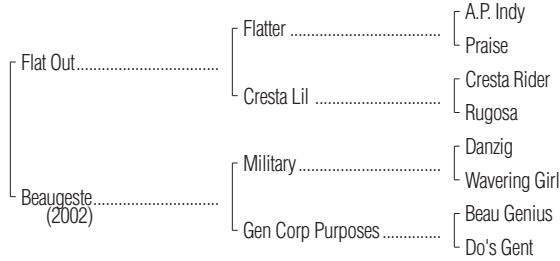 A.P. Indy
Flatter
Praise
Flat Out
Cresta Rider
Cresta Lil
Rugosa
Danzig
Military
Wavering Girl
Beaugeste
(2002)
Beau Genius
Gen Corp Purposes
Do's Gent